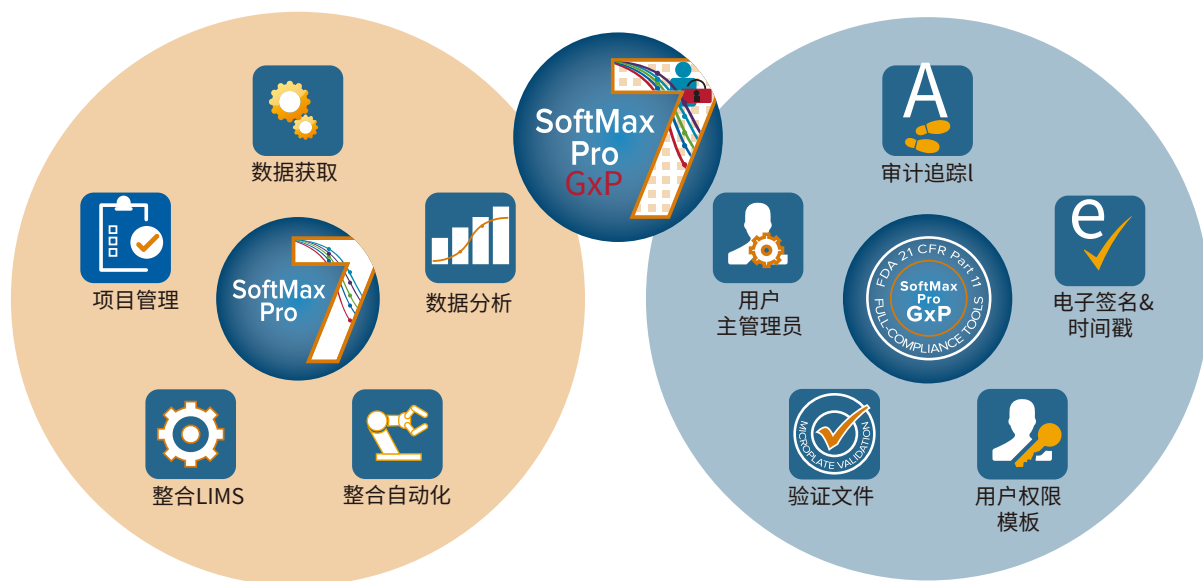 数据获取
项目管理
SoftMax
Pro
7
数据分析
整合LIMS
整合自动化
SoftMax
Pro
GxP
7
A
审计追踪l
用户
主管理员
FDA 21 CFR Part 11
SoftMax
Pro
GxP
FULL-COMPLIANCE TOOLS
e
电子签名&
时间戳
MICROPLATE VALIDATION
验证文件
用户权限
模板